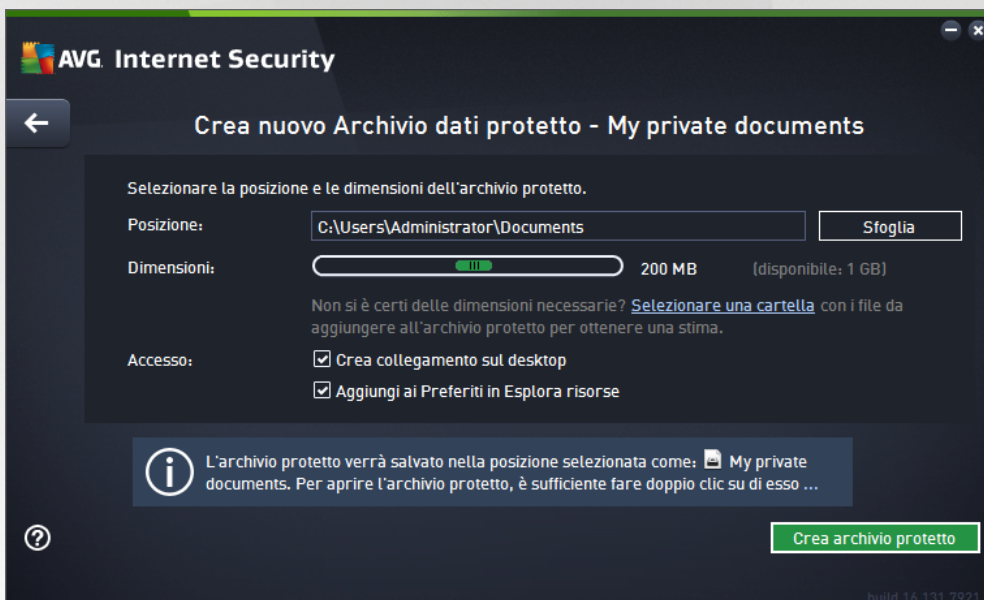 AVG. Internet Security
Crea nuovo Archivio dati protetto - My private documents
Selezionare la posizione e le dimensioni dell'archivio protetto.
Posizione:
C:\Users\Administrator\Documents
Sfoglia
Dimensioni:
200 MB
(disponibile: 1 GB)
Non si è certi delle dimensioni necessarie? Selezionare una cartella con i file da
aggiungere all'archivio protetto per ottenere una stima.
Accesso:
Crea collegamento sul desktop
Aggiungi ai Preferiti in Esplora risorse
L'archivio protetto verrà salvato nella posizione selezionata come: My private
documents. Per aprire l'archivio protetto, è sufficiente fare doppio clic su di esso ...
Crea archivio protetto
build 16.131.7921